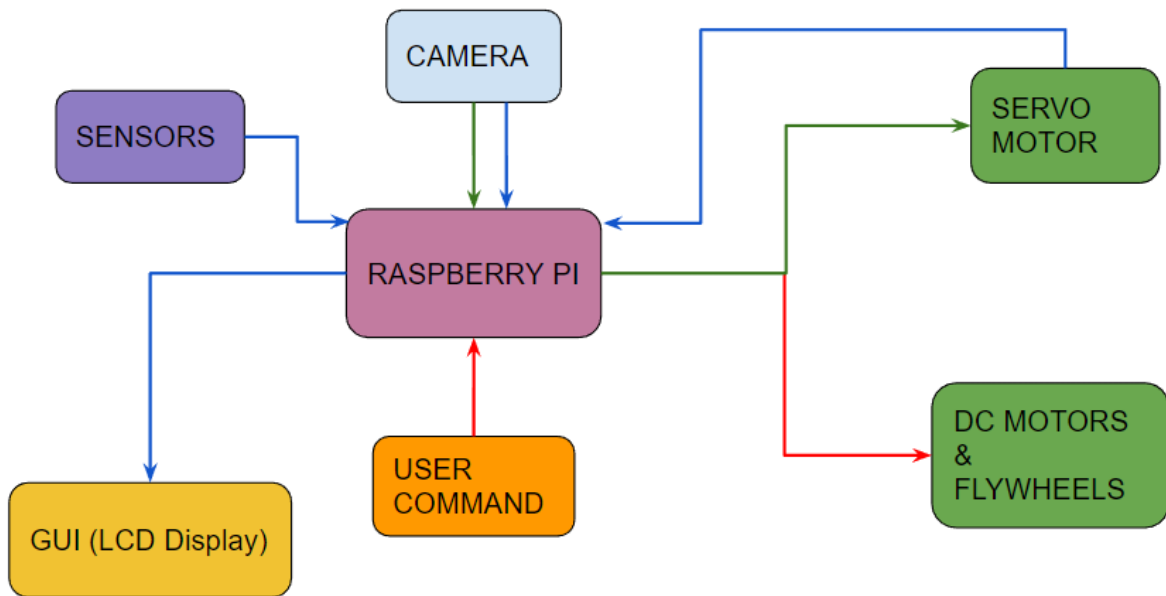 CAMERA
SENSORS
SERVO
MOTOR
RASPBERRY PI
USER
COMMAND
DC MOTORS
&
FLYWHEELS
GUI (LCD Display)